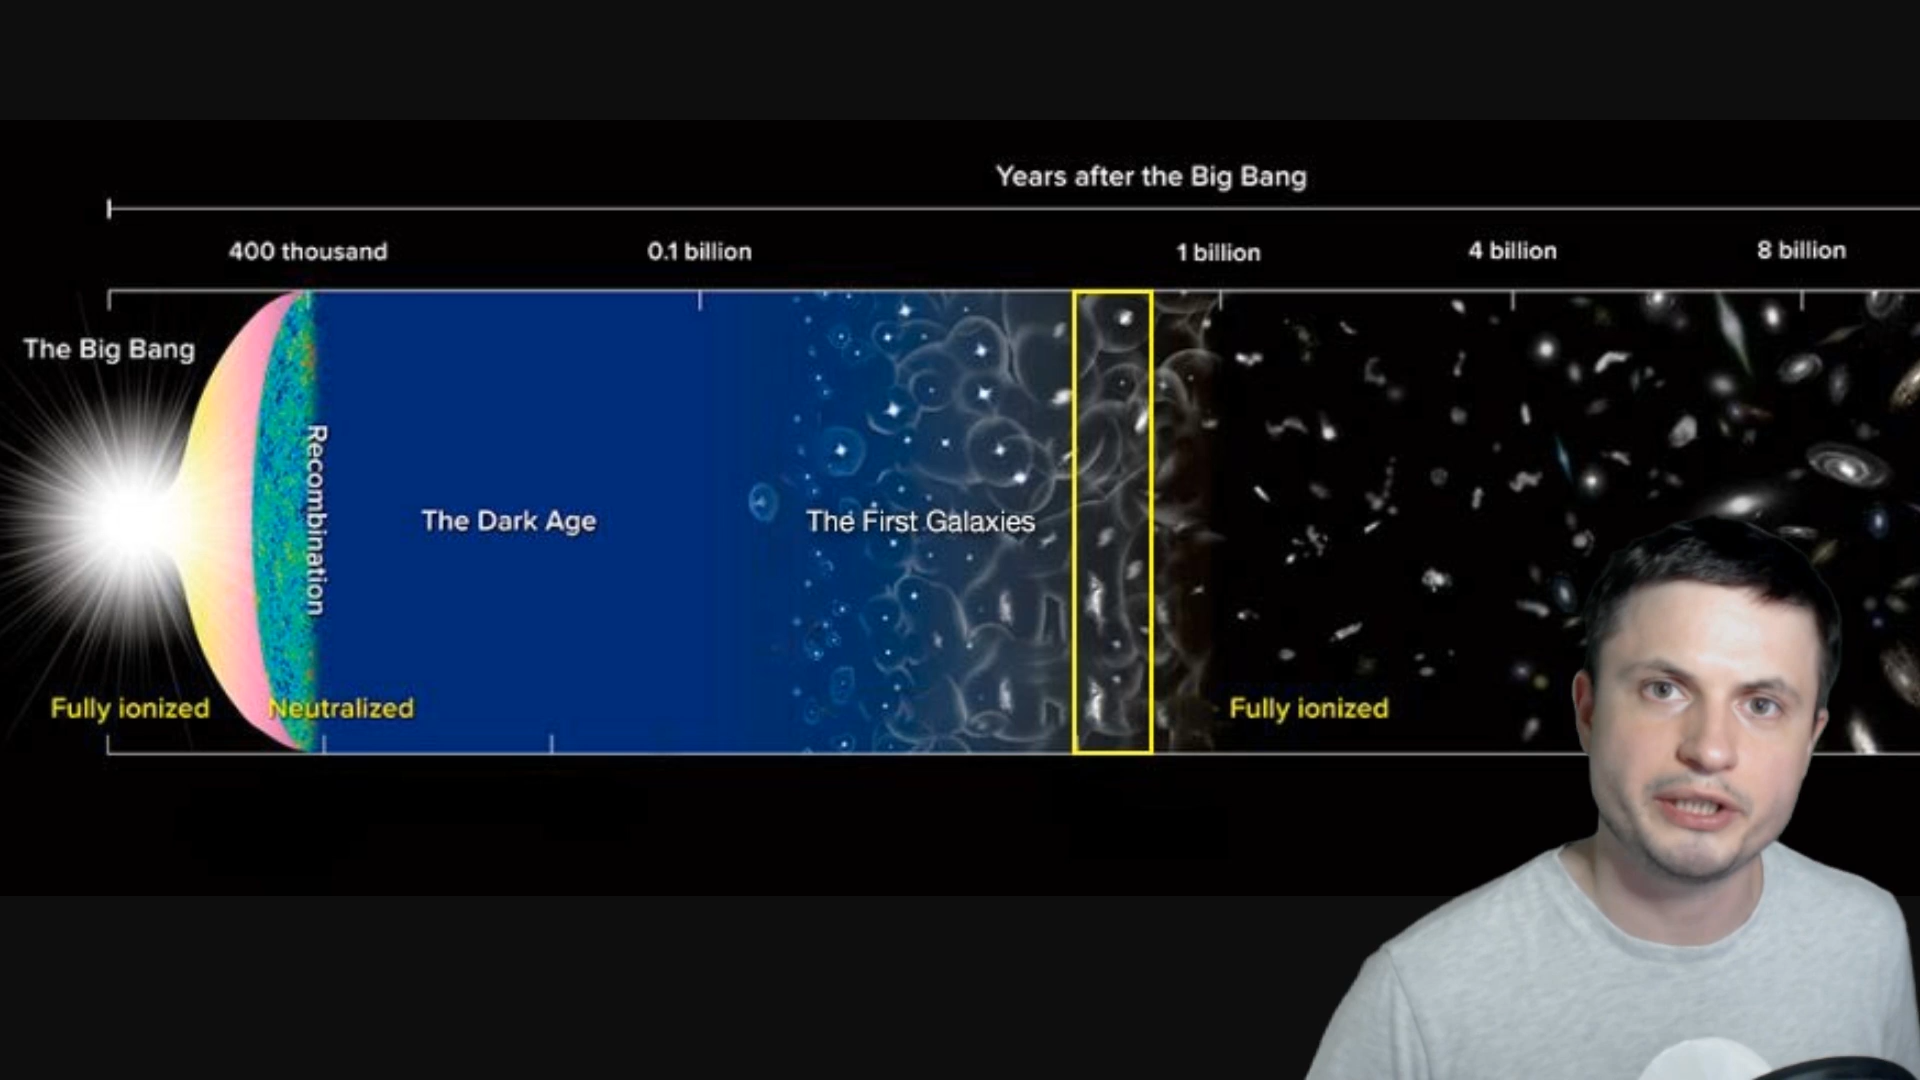 Years after the Big Bang
400 thousand
0.1 billion
1 billion
4 billion
8 billion
The Big Bang
Recombination
The Dark Age
The First Galaxies
Fully ionized
Neutralized
Fully ionized